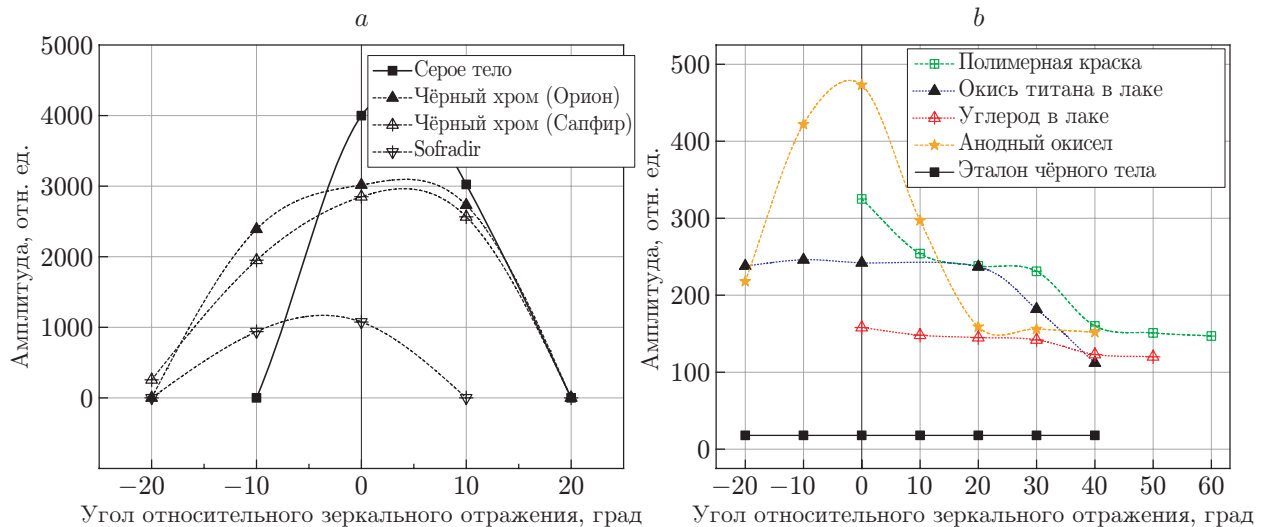 a
5000
4000
3000
2000
1000
0
−20
−10
0
10
20
Амплитуда, отн. ед.
Угол относительного зеркального отражения, град
Серое тело
Чёрный хром (Орион)
Чёрный хром (Сапфир)
Sofradir
b
500
400
300
200
100
0
−20
−10
0
10
20
30
40
50
60
Амплитуда, отн. ед.
Угол относительного зеркального отражения, град
Полимерная краска
Окись титана в лаке
Углерод в лаке
Анодный окисел
Эталон чёрного тела